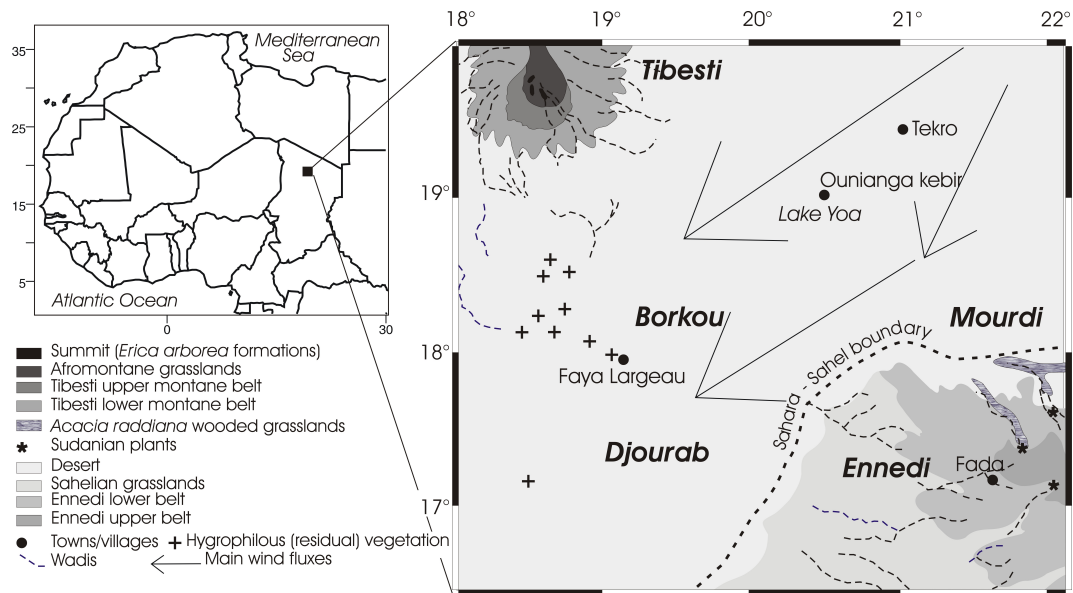 Mediterranean
Sea
35
25
15
5
Atlantic Ocean
0
30
Summit (Erica arborea formations)
Afromontane grasslands
Tibesti upper montane belt
Tibesti lower montane belt
Acacia raddiana wooded grasslands
Sudanian plants
Desert
Sahelian grasslands
Ennedi lower belt
Ennedi upper belt
Towns/villages
Hygrophilous (residual) vegetation
Wadis
Main wind fluxes
18°
19°
20°
21°
22°
19°
18°
17°
Tibesti
Tekro
Ounianga kebir
Lake Yoa
Borkou
Mourdi
Faya Largeau
Sahara - Sahel boundary
Djourab
Ennedi
Fada